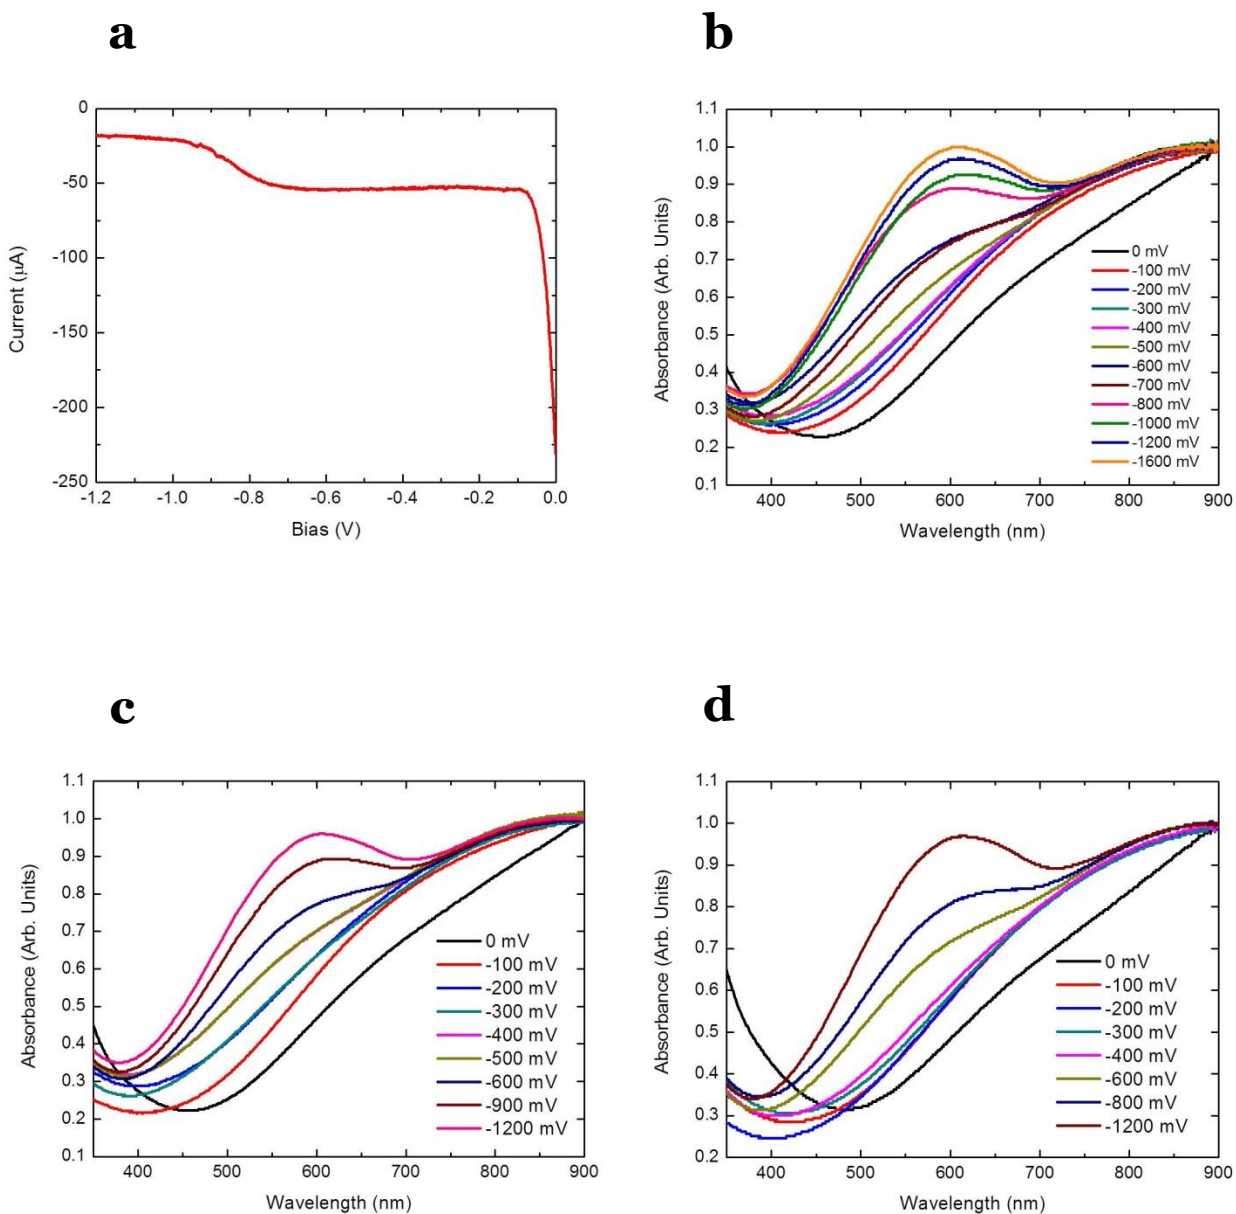 a
0
-50
-100
-150
-200
-250
-1.2 -1.0 -0.8 -0.6 -0.4 -0.2 0.0
Current (μA)
Bias (V)
b
1.1
1.0
0.9
0.8
0.7
0.6
0.5
0.4
0.3
0.2
0.1
400 500 600 700 800 900
Absorbance (Arb. Units)
Wavelength (nm)
0 mV
-100 mV
-200 mV
-300 mV
-400 mV
-500 mV
-600 mV
-700 mV
-800 mV
-1000 mV
-1200 mV
-1600 mV
c
1.1
1.0
0.9
0.8
0.7
0.6
0.5
0.4
0.3
0.2
0.1
400 500 600 700 800 900
Absorbance (Arb. Units)
Wavelength (nm)
0 mV
-100 mV
-200 mV
-300 mV
-400 mV
-500 mV
-600 mV
-900 mV
-1200 mV
d
1.1
1.0
0.9
0.8
0.7
0.6
0.5
0.4
0.3
0.2
400 500 600 700 800 900
Absorbance (Arb. Units)
Wavelength (nm)
0 mV
-100 mV
-200 mV
-300 mV
-400 mV
-600 mV
-800 mV
-1200 mV